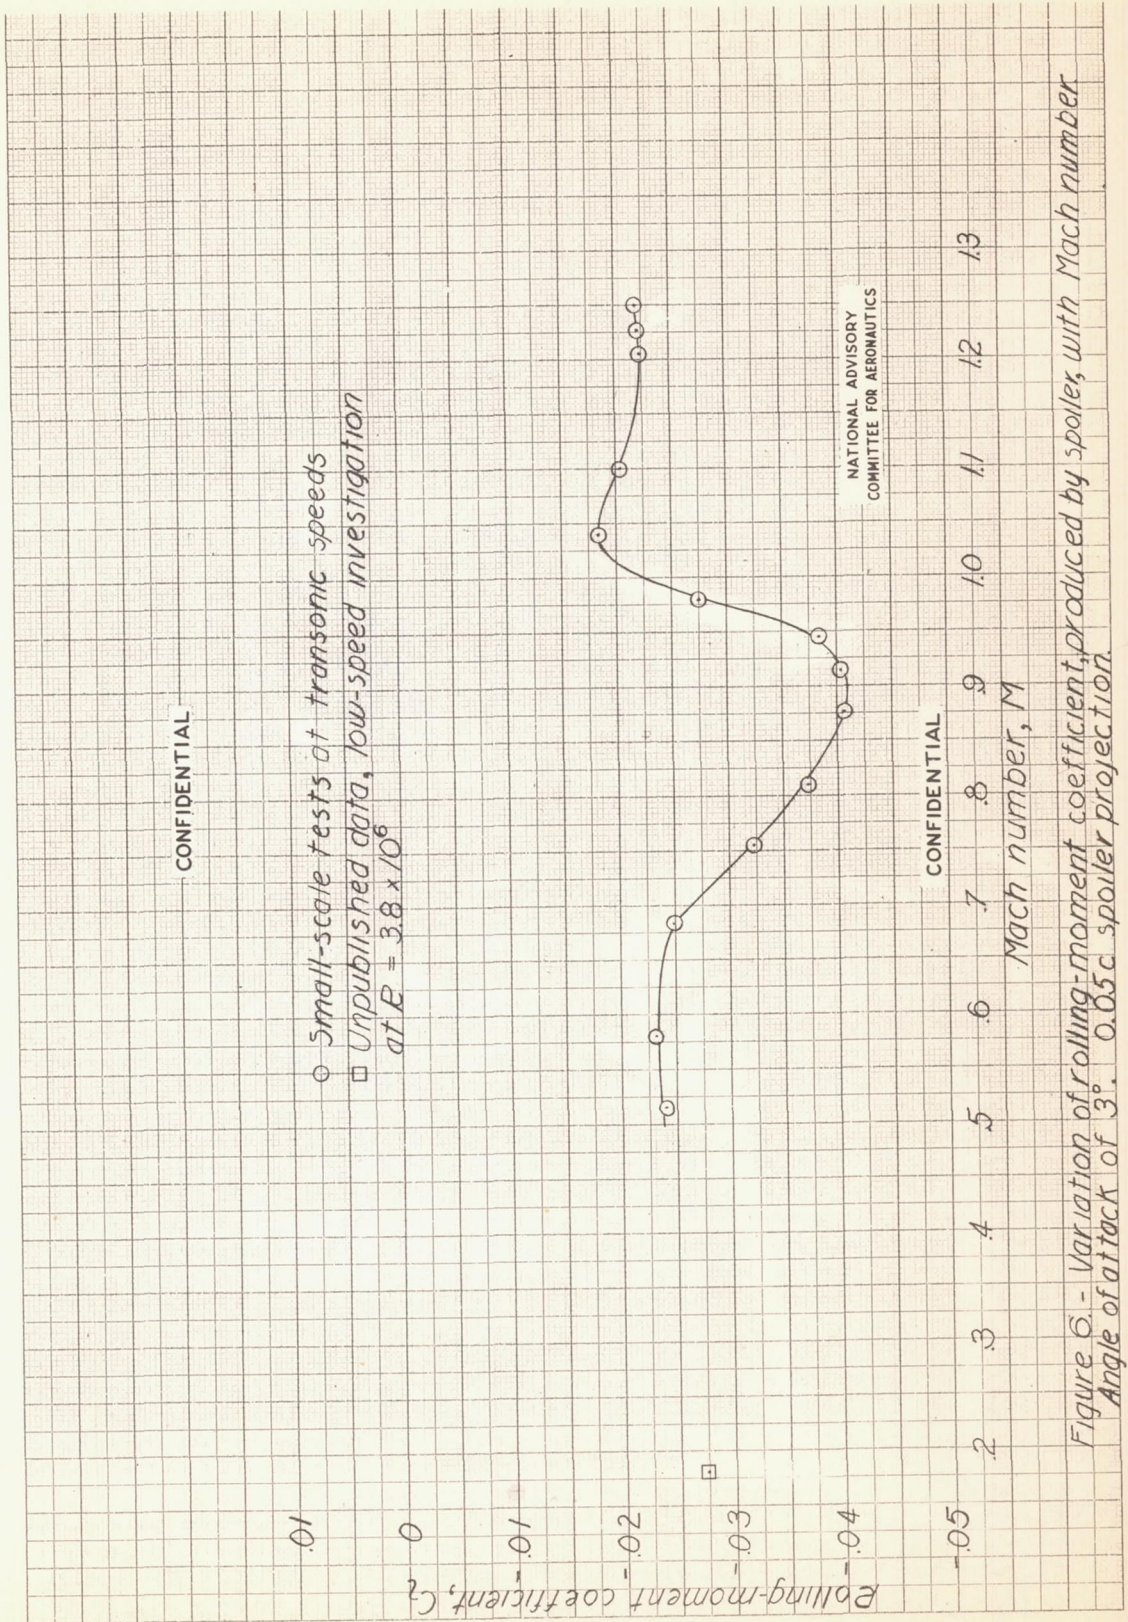 CONFIDENTIAL
○ Small-scale tests at transonic speeds
□ Unpublished data, low-speed investigation
at R = 3.8 x 10⁶
.01
0
-.01
-.02
-.03
-.04
-.05
Rolling-moment coefficient, Cl
NATIONAL ADVISORY
COMMITTEE FOR AERONAUTICS
CONFIDENTIAL
.2 .3 .4 .5 .6 .7 .8 .9 1.0 1.1 1.2 1.3
Mach number, M
Figure 6.- Variation of rolling-moment coefficient, produced by spoiler, with Mach number.
Angle of attack of 3°. 0.05c spoiler projection.